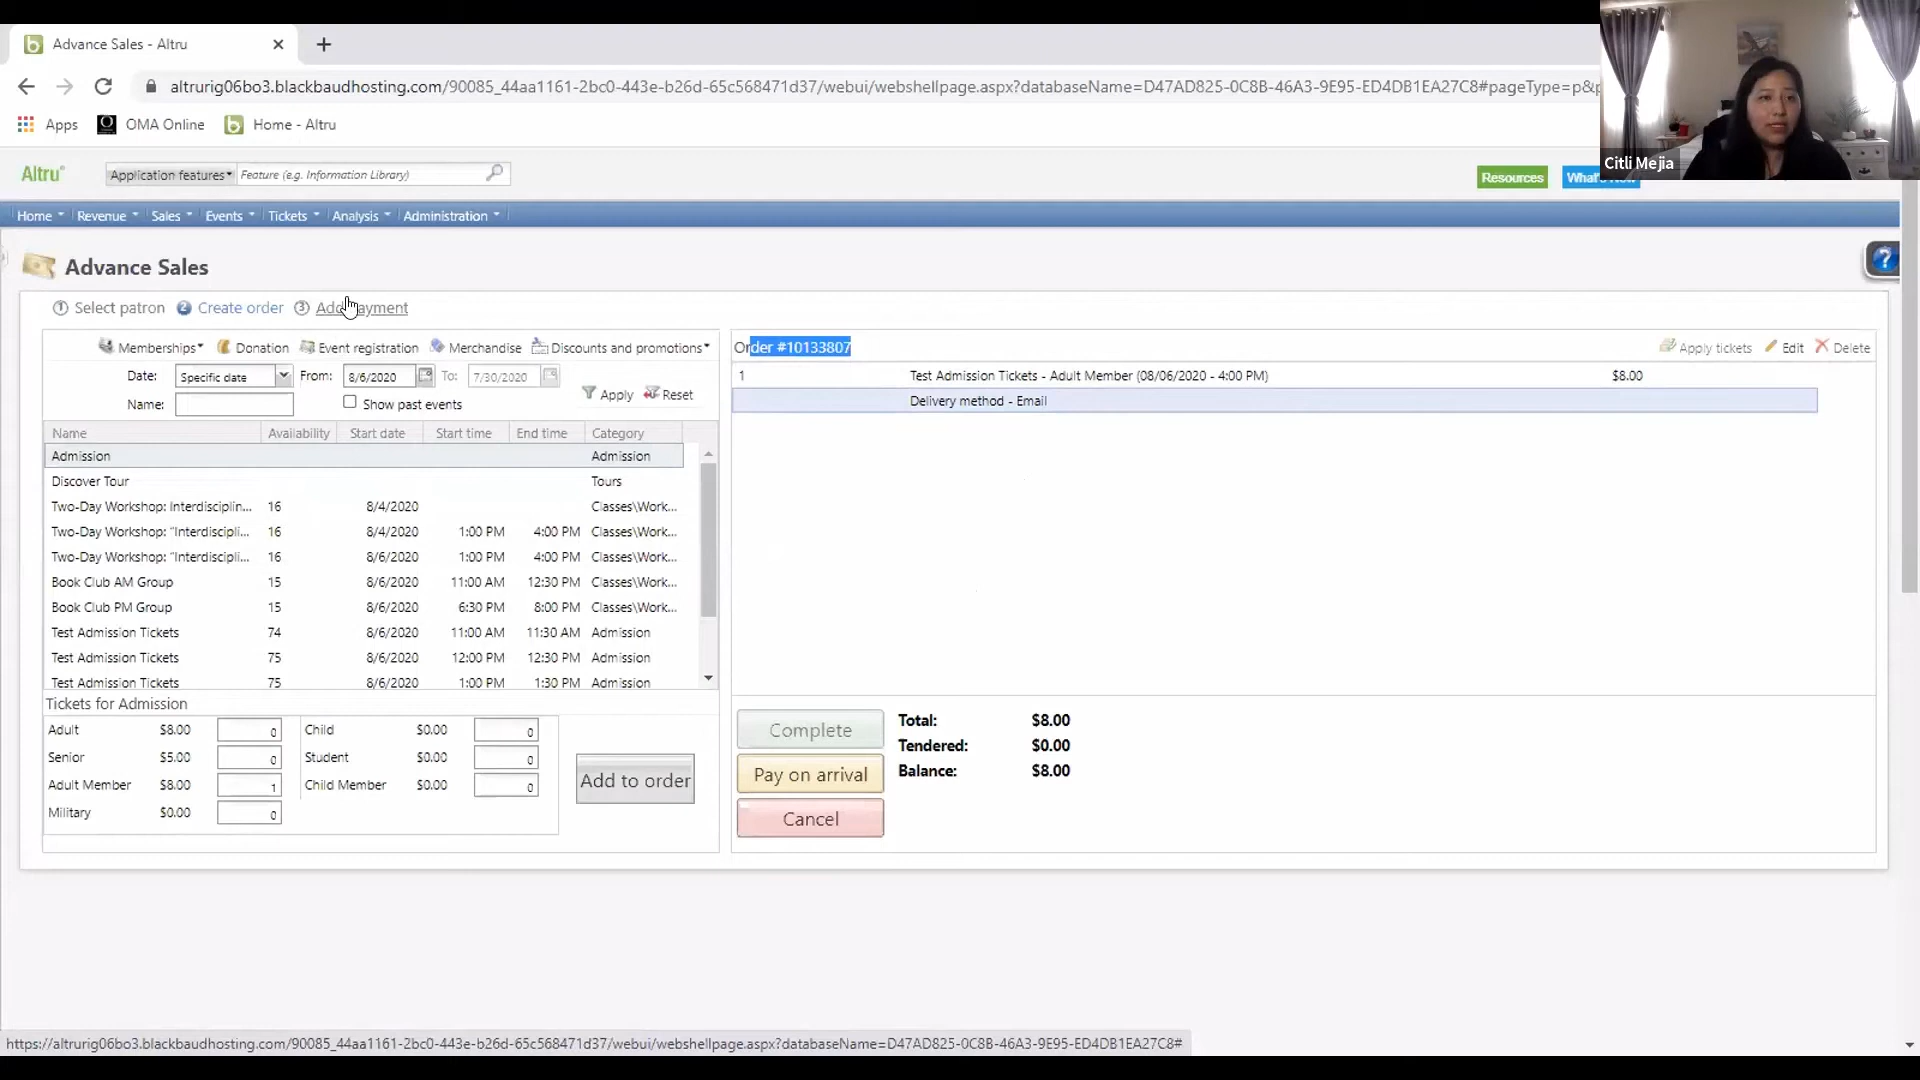 Advance Sales - Altru
altrurig06bo3.blackbaudhosting.com/90085_44aa1161-2bc0-443e-b26d-65c568471d37/webui/webshellpage.aspx?databaseName=D47AD825-0C8B-46A3-9E95-ED4DB1EA27C8#pageType=p&
Apps OMA Online Home - Altru
Citli Mejia
Altru Application features Feature (e.g. Information Library) Resources What's New
Home Revenue Sales Events Tickets Analysis Administration
Advance Sales
1 Select patron 2 Create order 3 Add payment
Memberships Donation Event registration Merchandise Discounts and promotions
Date: Specific date From: 8/6/2020 To: 7/30/2020
Name: Show past events Apply Reset
Name Availability Start date Start time End time Category
Admission Admission
Discover Tour Tours
Two-Day Workshop: Interdisciplin... 16 8/4/2020 Classes\Work...
Two-Day Workshop: "Interdiscipli... 16 8/4/2020 1:00 PM 4:00 PM Classes\Work...
Two-Day Workshop: "Interdiscipli... 16 8/6/2020 1:00 PM 4:00 PM Classes\Work...
Book Club AM Group 15 8/6/2020 11:00 AM 12:30 PM Classes\Work...
Book Club PM Group 15 8/6/2020 6:30 PM 8:00 PM Classes\Work...
Test Admission Tickets 74 8/6/2020 11:00 AM 11:30 AM Admission
Test Admission Tickets 75 8/6/2020 12:00 PM 12:30 PM Admission
Test Admission Tickets 75 8/6/2020 1:00 PM 1:30 PM Admission
Tickets for Admission
Adult $8.00 0 Child $0.00 0
Senior $5.00 0 Student $0.00 0
Adult Member $8.00 1 Child Member $0.00 0
Military $0.00 0
Add to order
Order #10133807 Apply tickets Edit Delete
1 Test Admission Tickets - Adult Member (08/06/2020 - 4:00 PM) $8.00
Delivery method - Email
Complete
Pay on arrival
Cancel
Total: $8.00
Tendered: $0.00
Balance: $8.00
https://altrurig06bo3.blackbaudhosting.com/90085_44aa1161-2bc0-443e-b26d-65c568471d37/webui/webshellpage.aspx?databaseName=D47AD825-0C8B-46A3-9E95-ED4DB1EA27C8#